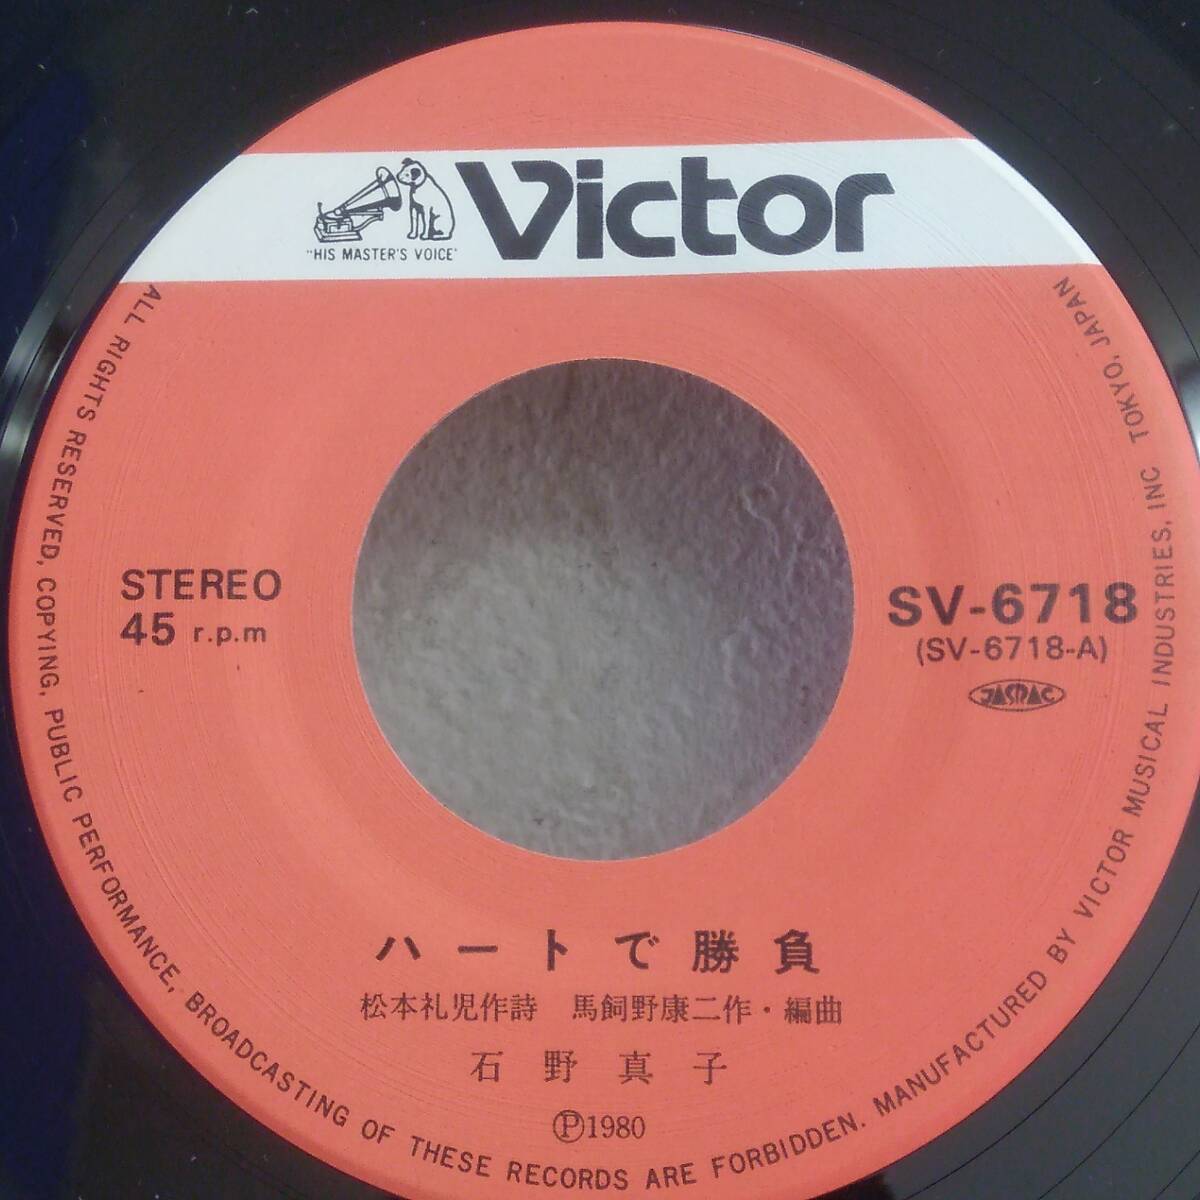 "HIS MASTER'S VOICE"
Victor
STEREO
45 r.p.m
SV-6718
(SV-6718-A)
JASRAC
ハートで勝負
松本礼児作詩 馬飼野康二作・編曲
石野真子
Ⓟ1980
ALL RIGHTS RESERVED, COPYING, PUBLIC PERFORMANCE, BROADCASTING OF THESE RECORDS ARE FORBIDDEN. MANUFACTURED BY VICTOR MUSICAL INDUSTRIES, INC TOKYO, JAPAN